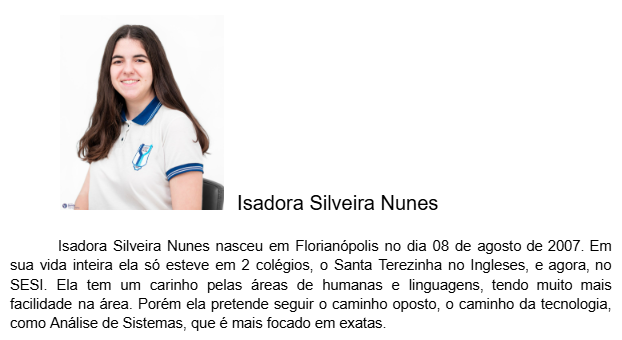 Isadora Silveira Nunes
Isadora Silveira Nunes nasceu em Florianópolis no dia 08 de agosto de 2007. Em
sua vida inteira ela só esteve em 2 colégios, o Santa Terezinha no Ingleses, e agora, no
SESI. Ela tem um carinho pelas áreas de humanas e linguagens, tendo muito mais
facilidade na área. Porém ela pretende seguir o caminho oposto, o caminho da tecnologia,
como Análise de Sistemas, que é mais focado em exatas.